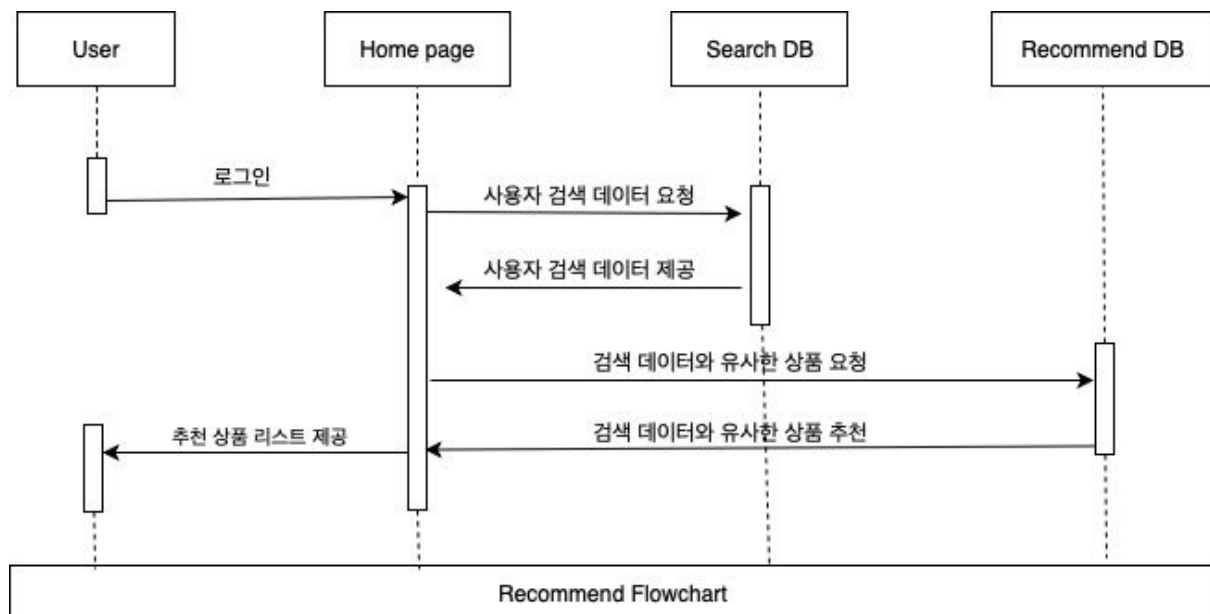 User
Home page
Search DB
Recommend DB
로그인
사용자 검색 데이터 요청
사용자 검색 데이터 제공
검색 데이터와 유사한 상품 요청
추천 상품 리스트 제공
검색 데이터와 유사한 상품 추천
Recommend Flowchart